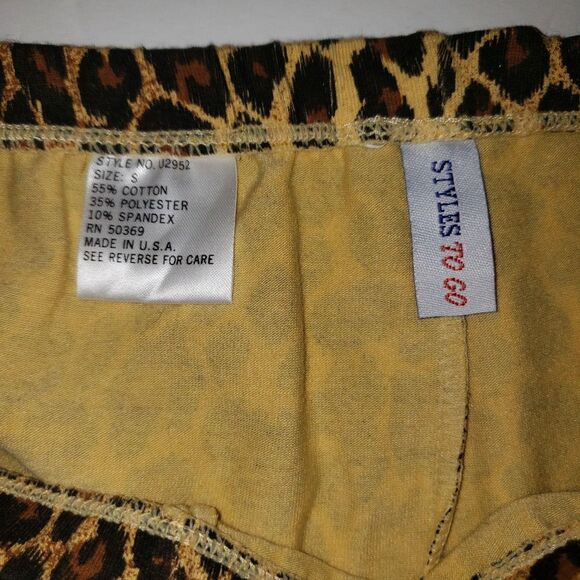 STYLE NO. U2952
SIZE: S
55% COTTON
35% POLYESTER
10% SPANDEX
RN 50369
MADE IN U.S.A.
SEE REVERSE FOR CARE
STYLES TO GO